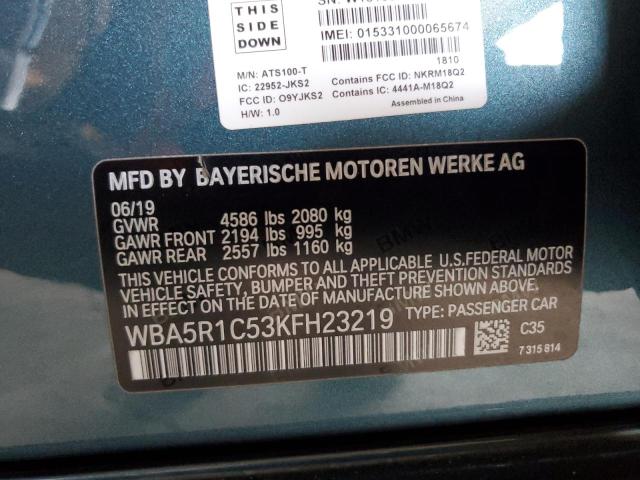 THIS
SIDE
DOWN
IMEI: 015331000065674
1810
M/N: ATS100-T
IC: 22952-JKS2
FCC ID: O9YJKS2
H/W: 1.0
Contains FCC ID: NKRM18Q2
Contains IC: 4441A-M18Q2
Assembled in China
MFD BY BAYERISCHE MOTOREN WERKE AG
06/19
GVWR 4586 lbs 2080 kg
GAWR FRONT 2194 lbs 995 kg
GAWR REAR 2557 lbs 1160 kg
THIS VEHICLE CONFORMS TO ALL APPLICABLE U.S.FEDERAL MOTOR
VEHICLE SAFETY, BUMPER AND THEFT PREVENTION STANDARDS
IN EFFECT ON THE DATE OF MANUFACTURE SHOWN ABOVE.
WBA5R1C53KFH23219 TYPE: PASSENGER CAR
C35
7 315 814